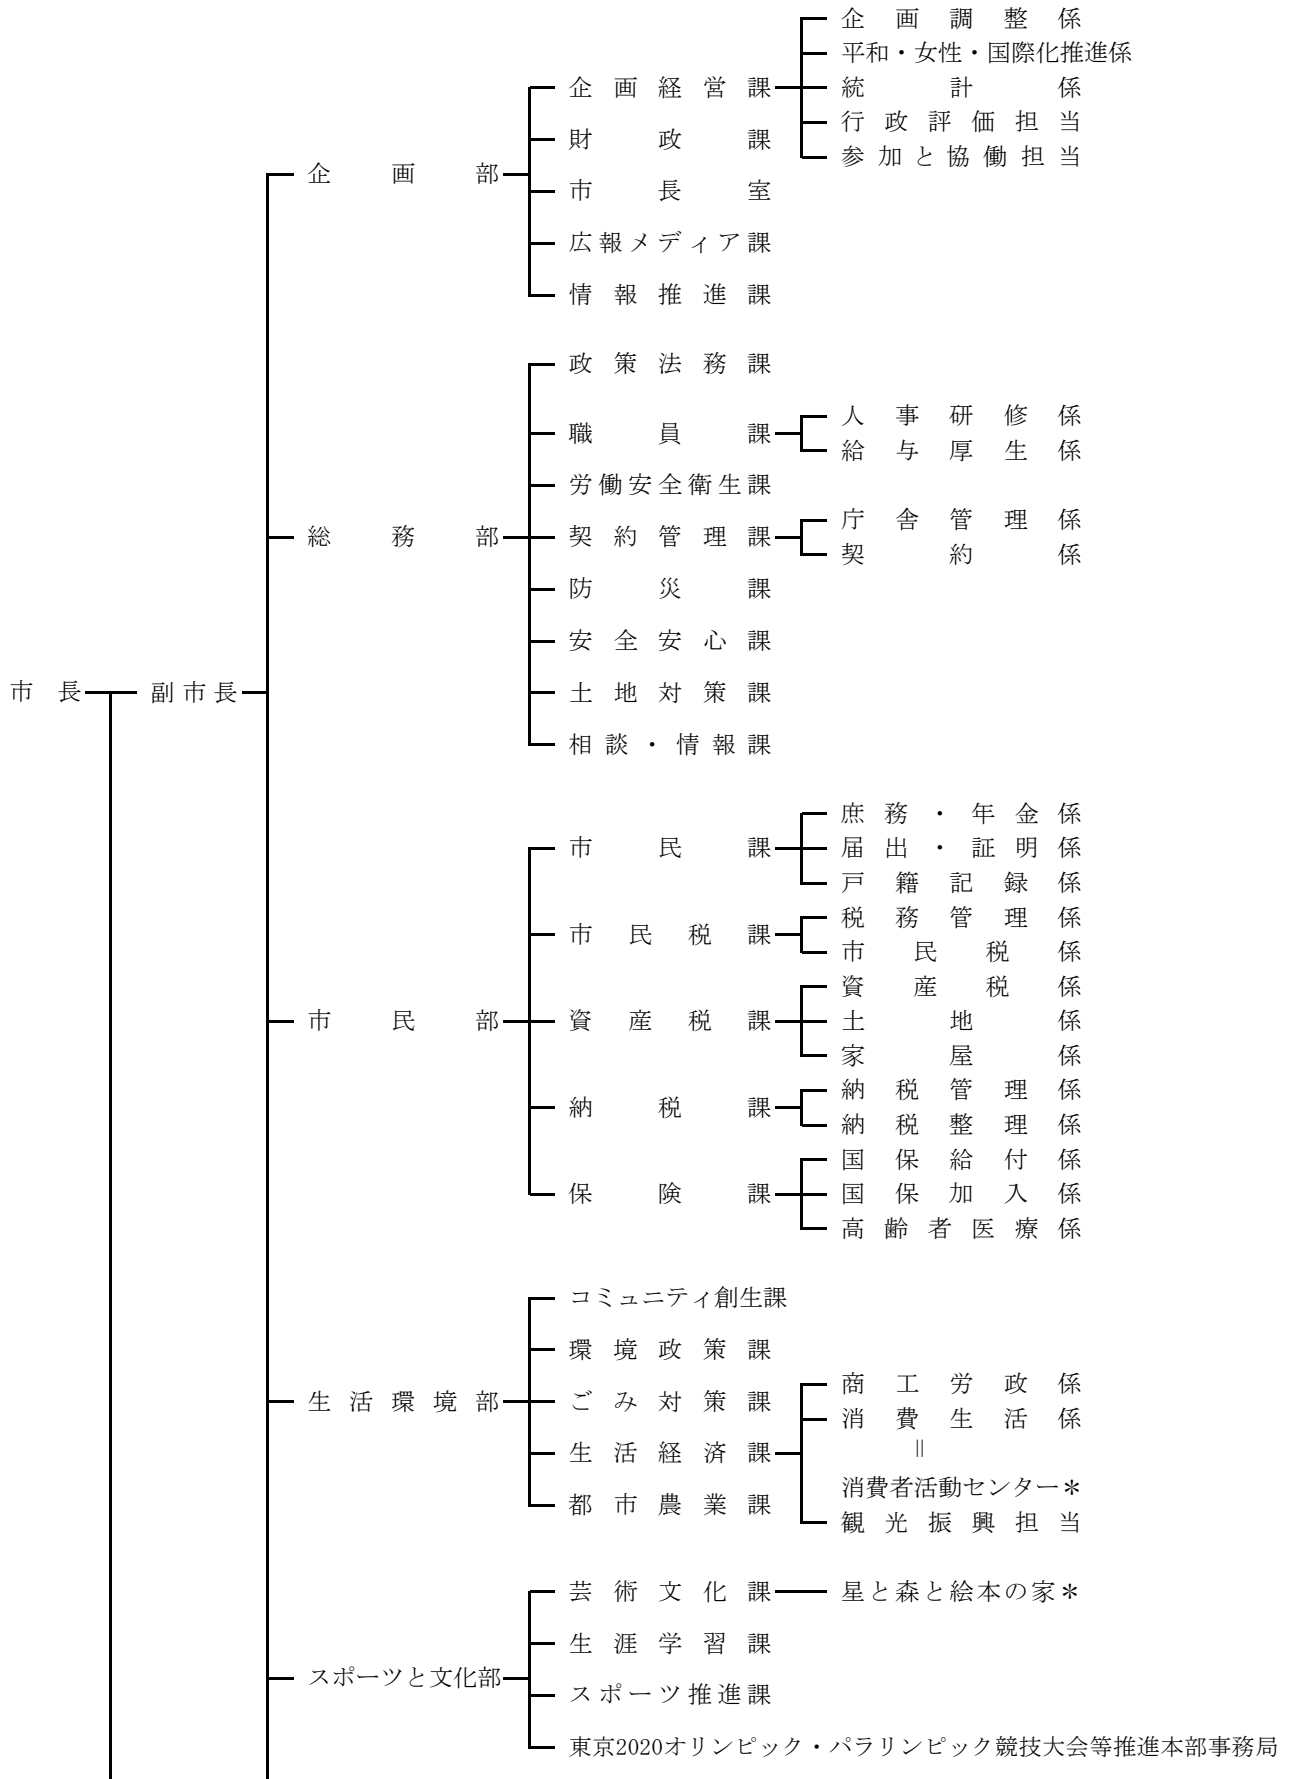 企画調整係
平和・女性・国際化推進係
企画経営課
統計係
行政評価担当
財政課
参加と協働担当
企画部
市長室
広報メディア課
情報推進課
政策法務課
人事研修係
職員課
給与厚生係
労働安全衛生課
庁舎管理係
総務部
契約管理課
契約係
防災課
安全安心課
市長
副市長
土地対策課
相談・情報課
庶務・年金係
市民課
届出・証明係
戸籍記録係
税務管理係
市民税課
市民税係
資産税係
市民部
資産税課
土地係
家屋係
納税管理係
納税課
納税整理係
国保給付係
保険課
国保加入係
高齢者医療係
コミュニティ創生課
環境政策課
商工労政係
生活環境部
ごみ対策課
消費生活係
生活経済課
||
消費者活動センター＊
都市農業課
観光振興担当
芸術文化課
星と森と絵本の家＊
生涯学習課
スポーツと文化部
スポーツ推進課
東京2020オリンピック・パラリンピック競技大会等推進本部事務局